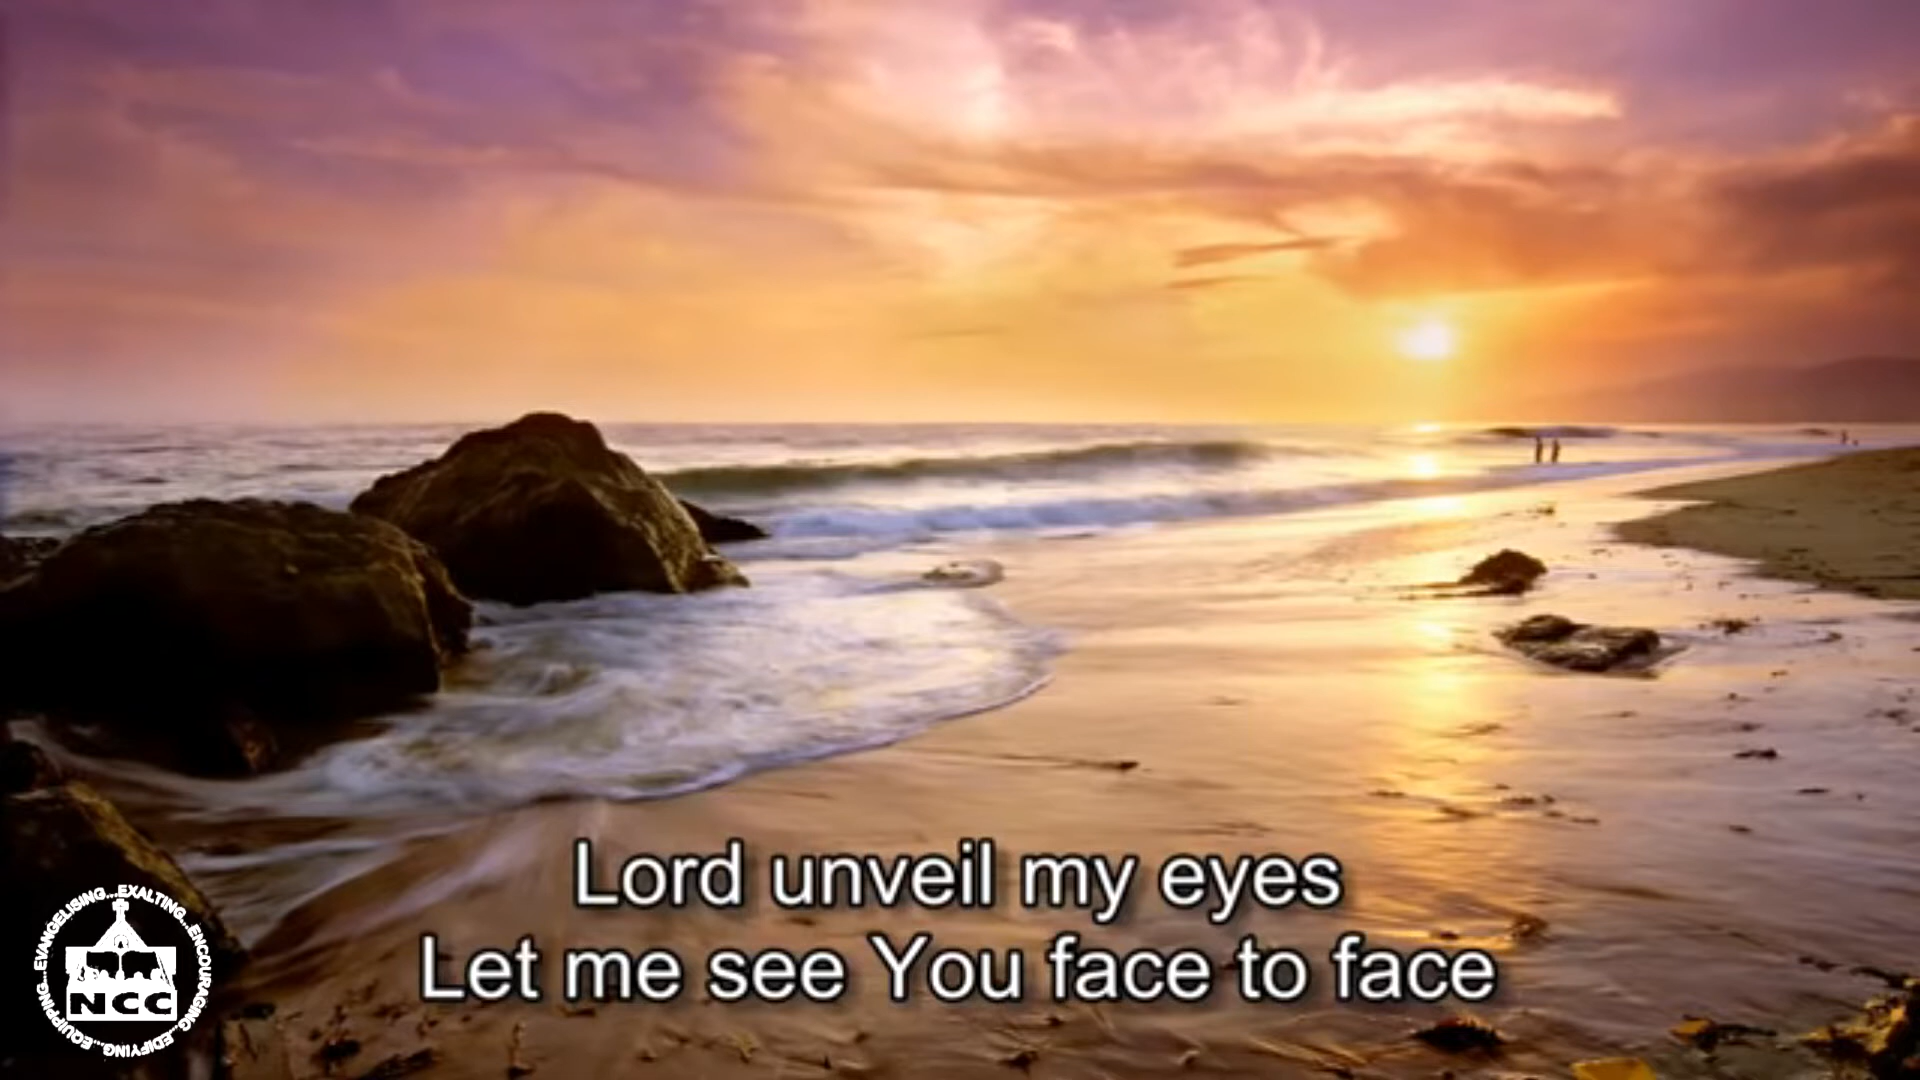 Lord unveil my eyes
Let me see You face to face
EVANGELISING...EXALTING...ENCOURAGING...EDIFYING...EQUIPPING...
NCC